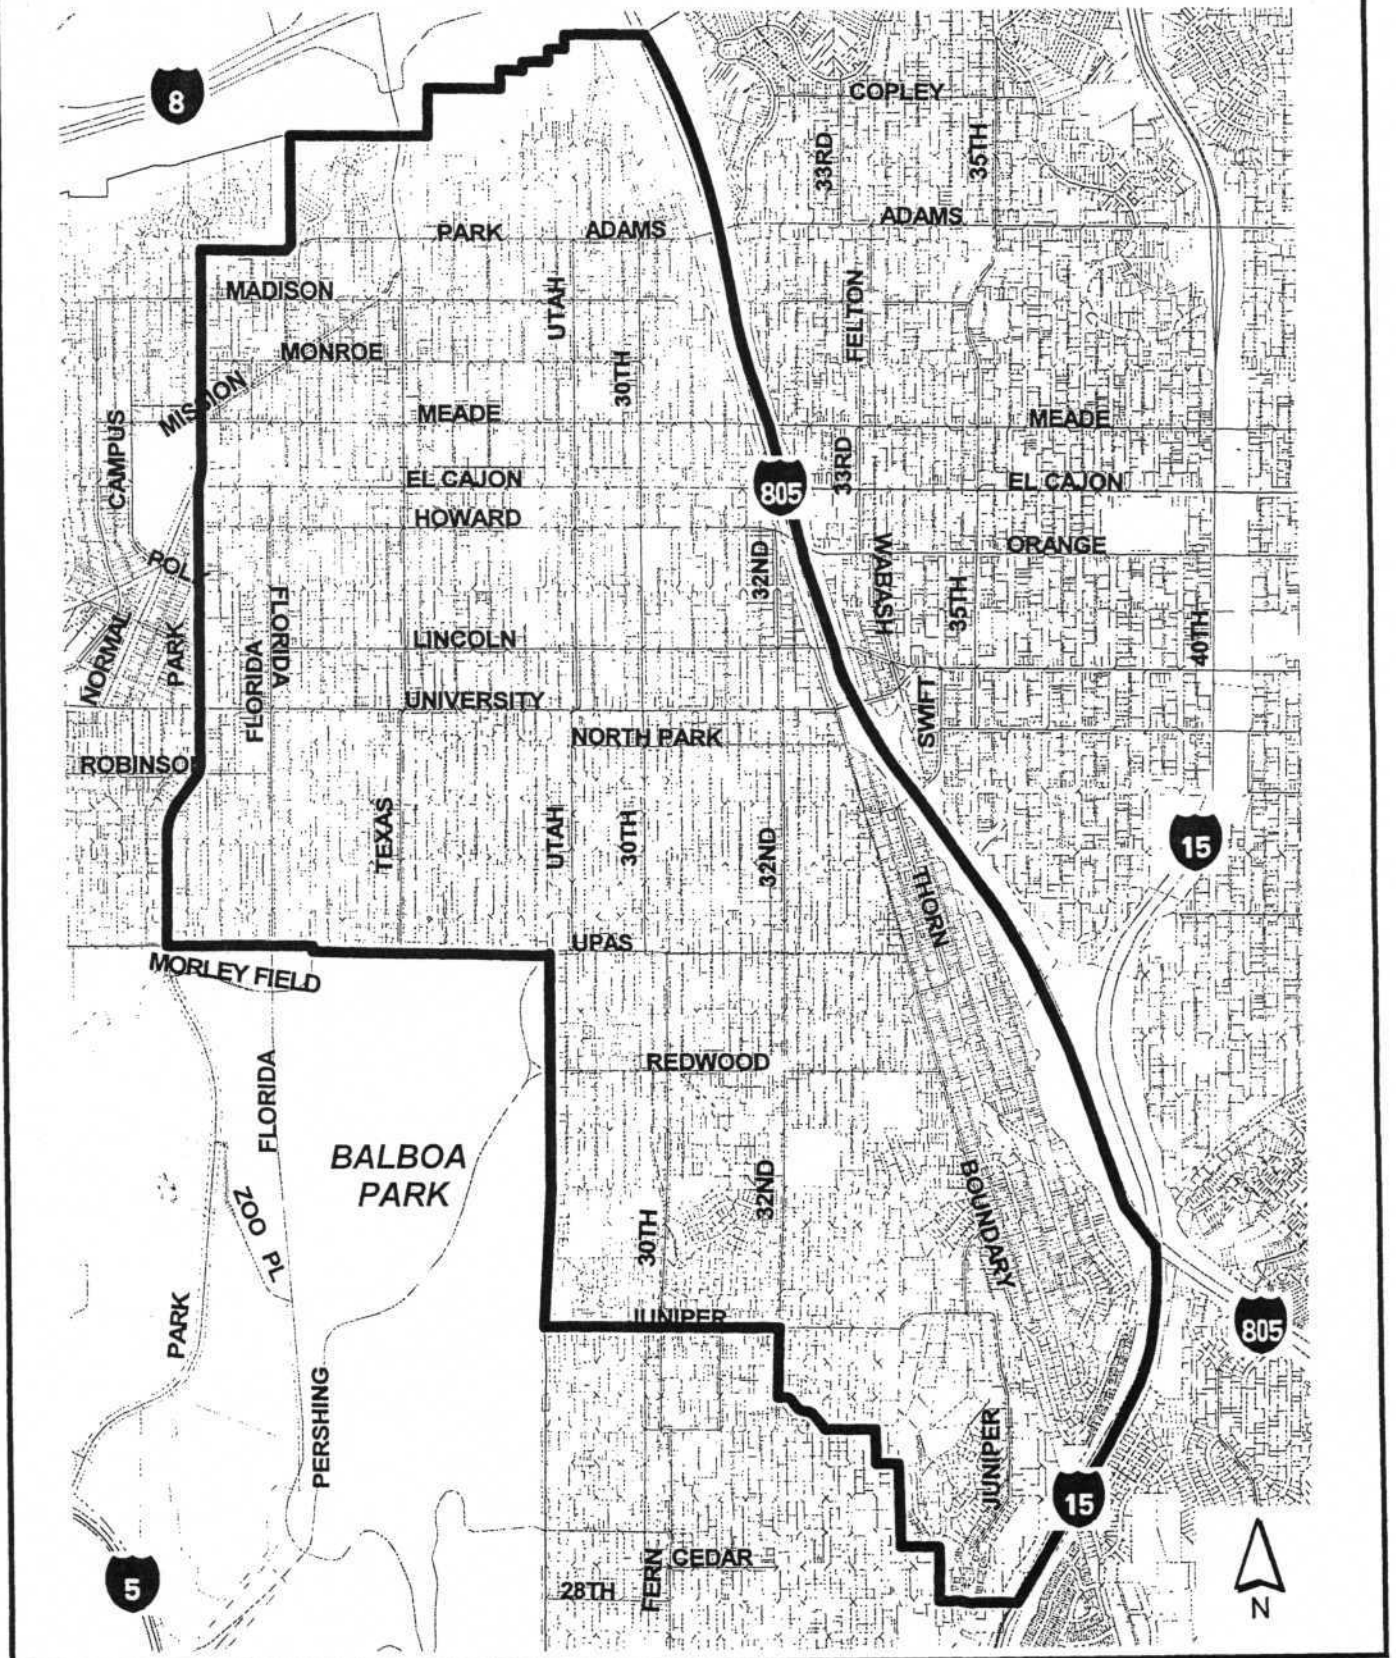 8
COPLEY
33RD
35TH
ADAMS
PARK
ADAMS
MADISON
UTAH
FELTON
MONROE
30TH
MISSION
MEADE
MEADE
CAMPUS
33RD
EL CAJON
805
EL CAJON
HOWARD
ORANGE
32ND
WABASH
POLK
35TH
FLORIDA
NORMAL
PARK
LINCOLN
40TH
FLORIDA
UNIVERSITY
SWIFT
NORTH PARK
ROBINSON
TEXAS
UTAH
30TH
32ND
15
THORN
UPAS
MORLEY FIELD
REDWOOD
FLORIDA
BALBOA
PARK
32ND
ZOO PL
30TH
BOUNDARY
PARK
JUNIPER
805
PERSHING
JUNIPER
15
5
CEDAR
28TH
FERN
N